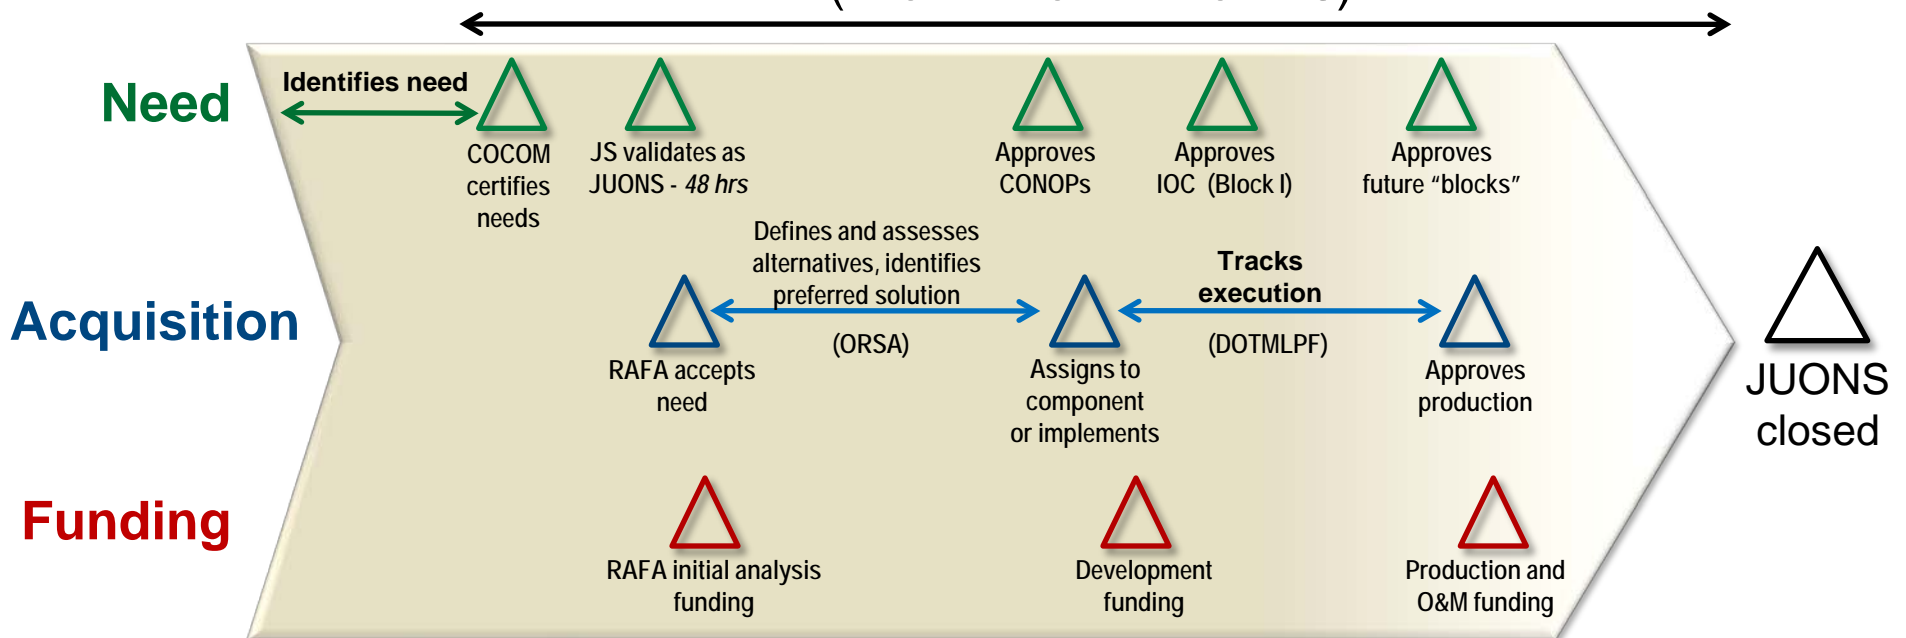 Need
Identifies need
COCOM
certifies
needs
JS validates as
JUONS - 48 hrs
Approves
CONOPs
Approves
IOC (Block I)
Approves
future “blocks”
Acquisition
Defines and assesses
alternatives, identifies
preferred solution
(ORSA)
Tracks
execution
(DOTMLPF)
RAFA accepts
need
Assigns to
component
or implements
Approves
production
JUONS
closed
Funding
RAFA initial analysis
funding
Development
funding
Production and
O&M funding